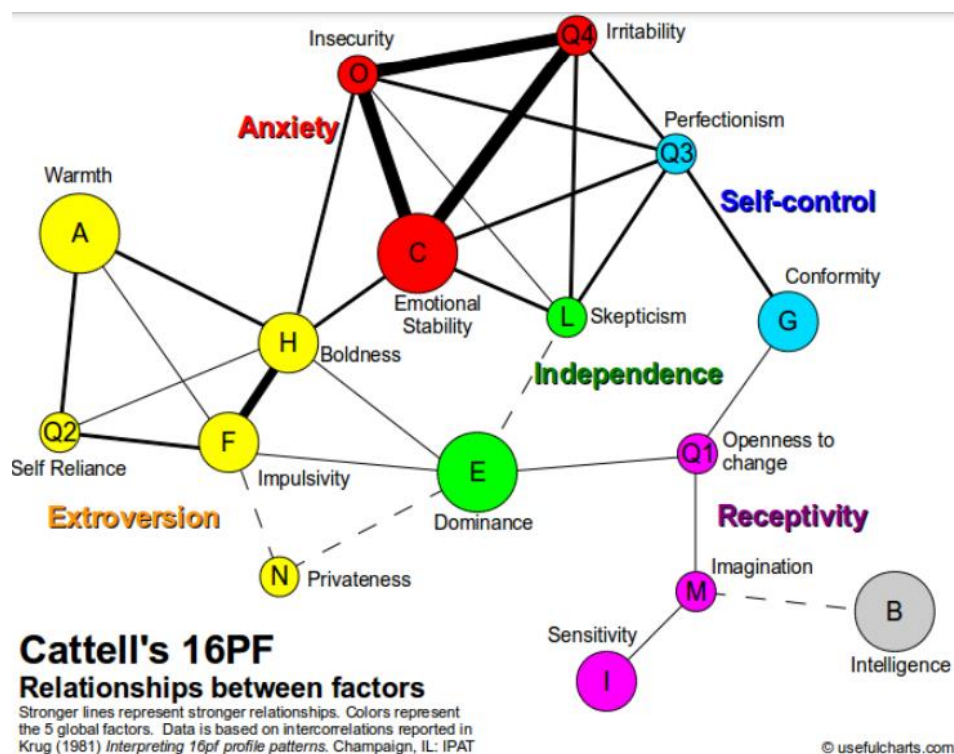 Insecurity
O
Q4
Irritability
Anxiety
Perfectionism
Q3
Warmth
A
Self-control
C
Emotional
Stability
Conformity
G
L
Skepticism
H
Boldness
Independence
Q2
Self Reliance
F
Impulsivity
E
Dominance
Q1
Openness to
change
Extroversion
Receptivity
N
Privateness
Imagination
M
B
Intelligence
Sensitivity
I
Cattell's 16PF
Relationships between factors
Stronger lines represent stronger relationships. Colors represent
the 5 global factors. Data is based on intercorrelations reported in
Krug (1981) Interpreting 16pf profile patterns. Champaign, IL: IPAT
© usefulcharts.com